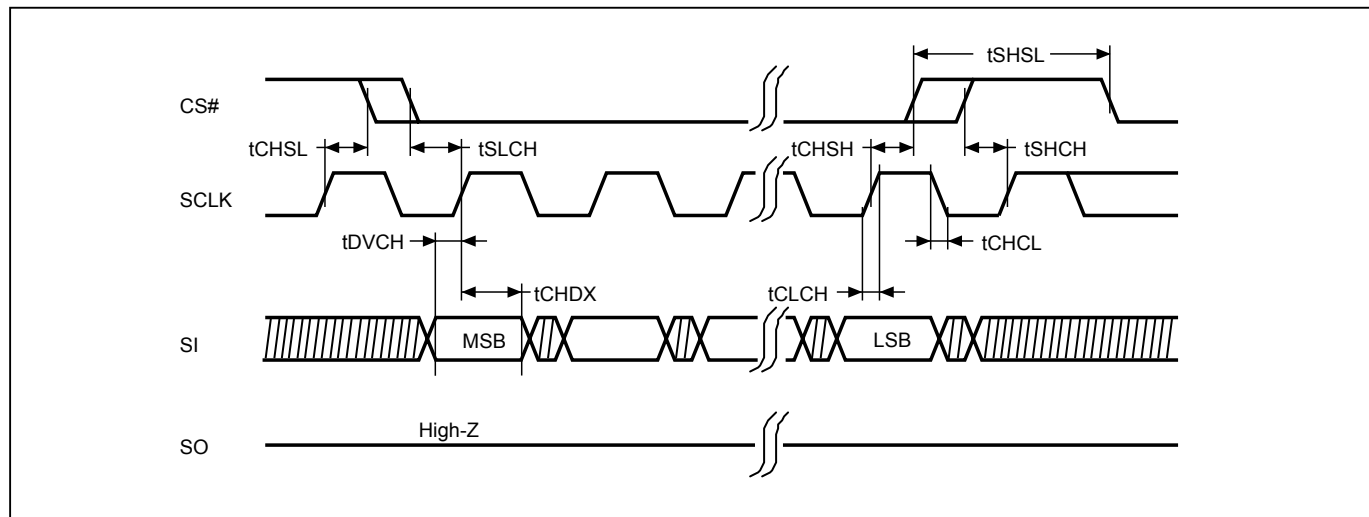 tSHSL
CS#
tCHSL
tSLCH
tCHSH
tSHCH
SCLK
tDVCH
tCHCL
tCHDX
tCLCH
SI
MSB
LSB
High-Z
SO